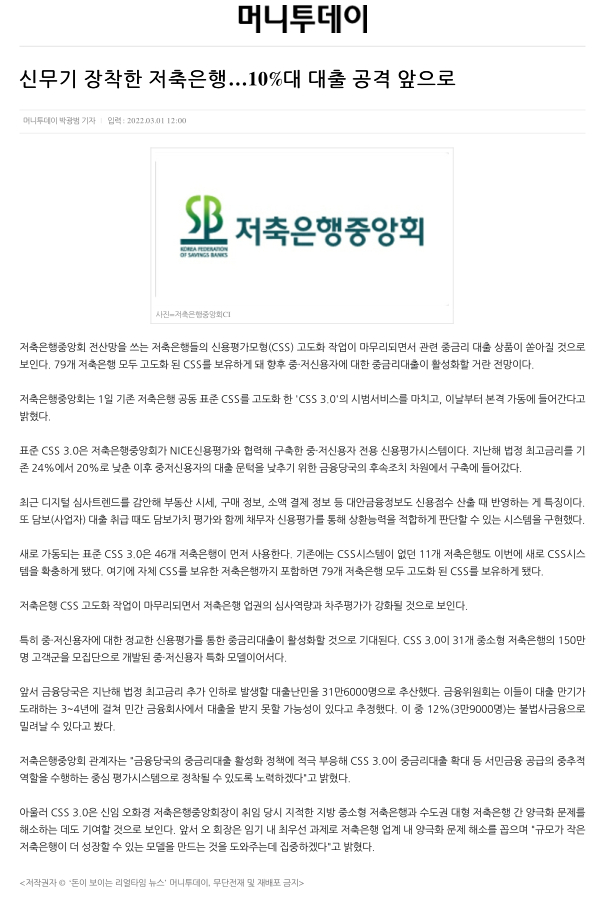 머니투데이
신무기 장착한 저축은행…10%대 대출 공격 앞으로
머니투데이 박광범 기자 | 입력 : 2022.03.01 12:00
SB
KOREA FEDERATION
OF SAVINGS BANKS
저축은행중앙회
사진=저축은행중앙회CI
저축은행중앙회 전산망을 쓰는 저축은행들의 신용평가모형(CSS) 고도화 작업이 마무리되면서 관련 중금리 대출 상품이 쏟아질 것으로
보인다. 79개 저축은행 모두 고도화 된 CSS를 보유하게 돼 향후 중·저신용자에 대한 중금리대출이 활성화할 거란 전망이다.
저축은행중앙회는 1일 기존 저축은행 공동 표준 CSS를 고도화 한 'CSS 3.0'의 시범서비스를 마치고, 이날부터 본격 가동에 들어간다고
밝혔다.
표준 CSS 3.0은 저축은행중앙회가 NICE신용평가와 협력해 구축한 중·저신용자 전용 신용평가시스템이다. 지난해 법정 최고금리를 기
존 24%에서 20%로 낮춘 이후 중저신용자의 대출 문턱을 낮추기 위한 금융당국의 후속조치 차원에서 구축에 들어갔다.
최근 디지털 심사트렌드를 감안해 부동산 시세, 구매 정보, 소액 결제 정보 등 대안금융정보도 신용점수 산출 때 반영하는 게 특징이다.
또 담보(사업자) 대출 취급 때도 담보가치 평가와 함께 채무자 신용평가를 통해 상환능력을 적합하게 판단할 수 있는 시스템을 구현했다.
새로 가동되는 표준 CSS 3.0은 46개 저축은행이 먼저 사용한다. 기존에는 CSS시스템이 없던 11개 저축은행도 이번에 새로 CSS시스
템을 확충하게 됐다. 여기에 자체 CSS를 보유한 저축은행까지 포함하면 79개 저축은행 모두 고도화 된 CSS를 보유하게 됐다.
저축은행 CSS 고도화 작업이 마무리되면서 저축은행 업권의 심사역량과 차주평가가 강화될 것으로 보인다.
특히 중·저신용자에 대한 정교한 신용평가를 통한 중금리대출이 활성화할 것으로 기대된다. CSS 3.0이 31개 중소형 저축은행의 150만
명 고객군을 모집단으로 개발된 중·저신용자 특화 모델이어서다.
앞서 금융당국은 지난해 법정 최고금리 추가 인하로 발생할 대출난민을 31만6000명으로 추산했다. 금융위원회는 이들이 대출 만기가
도래하는 3~4년에 걸쳐 민간 금융회사에서 대출을 받지 못할 가능성이 있다고 추정했다. 이 중 12%(3만9000명)는 불법사금융으로
밀려날 수 있다고 봤다.
저축은행중앙회 관계자는 "금융당국의 중금리대출 활성화 정책에 적극 부응해 CSS 3.0이 중금리대출 확대 등 서민금융 공급의 중추적
역할을 수행하는 중심 평가시스템으로 정착될 수 있도록 노력하겠다"고 밝혔다.
아울러 CSS 3.0은 신임 오화경 저축은행중앙회장이 취임 당시 지적한 지방 중소형 저축은행과 수도권 대형 저축은행 간 양극화 문제를
해소하는 데도 기여할 것으로 보인다. 앞서 오 회장은 임기 내 최우선 과제로 저축은행 업계 내 양극화 문제 해소를 꼽으며 "규모가 작은
저축은행이 더 성장할 수 있는 모델을 만드는 것을 도와주는데 집중하겠다"고 밝혔다.
<저작권자 © '돈이 보이는 리얼타임 뉴스' 머니투데이, 무단전재 및 재배포 금지>